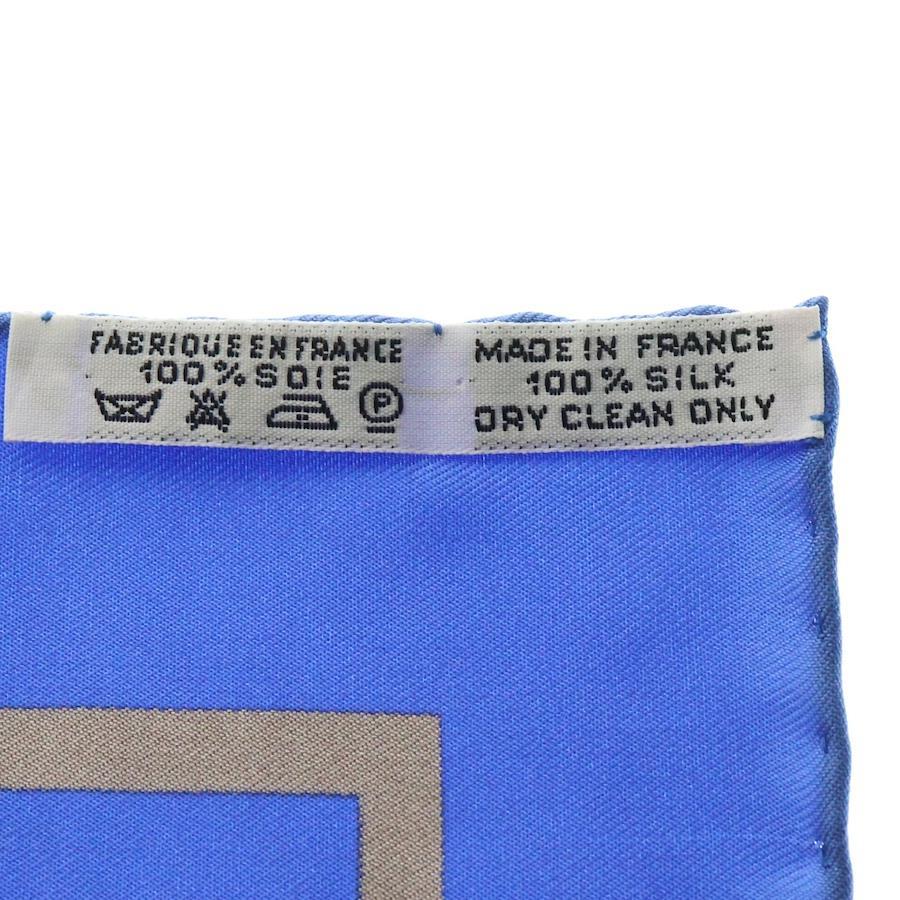 FABRIQUE EN FRANCE
100% SOIE
P
MADE IN FRANCE
100% SILK
DRY CLEAN ONLY